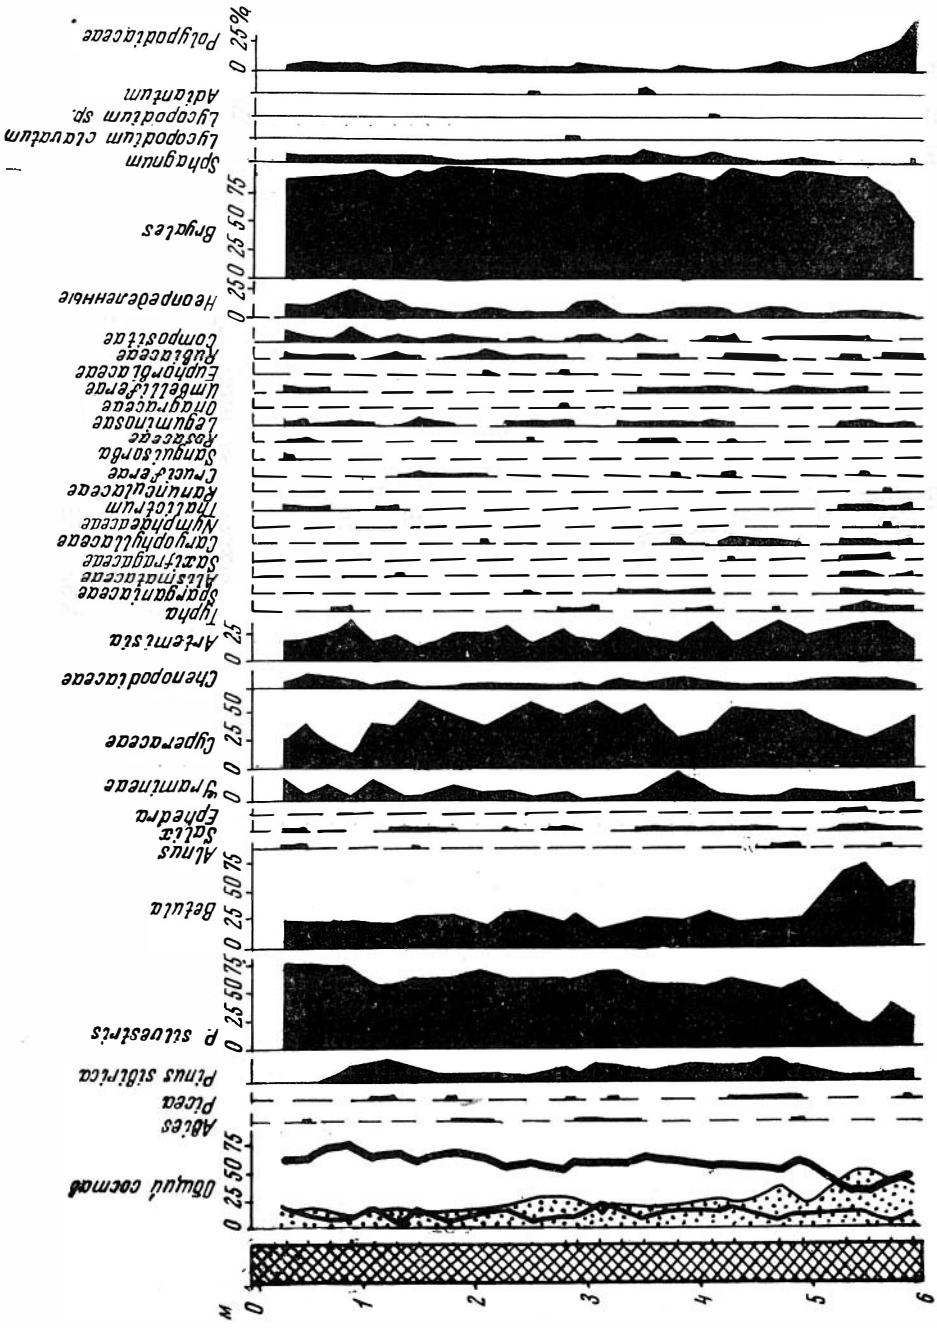 М
0 1 2 3 4 5 6
Общий состав
0 25 50 75
Abies
Picea
Pinus sibirica
P. silvestris
0 25 50 75
Betula
0 25 50 75
Alnus
Salix
Ephedra
Gramineae
0
Cyperaceae
0 25 50
Chenopodiaceae
Artemisia
0 25
Typha
Sparganiaceae
Alismataceae
Saxifragaceae
Caryophyllaceae
Nymphaeaceae
Thalictrum
Ranunculaceae
Cruciferae
Sanguisorba
Rosaceae
Leguminosae
Onagraceae
Umbelliferae
Euphorbiaceae
Rubiaceae
Compositae
Неопределенные
0 25
Bryales
0 25 50 75
Sphagnum
Lycopodium clavatum
Lycopodium sp.
Adiantum
Polypodiaceae
0 25%